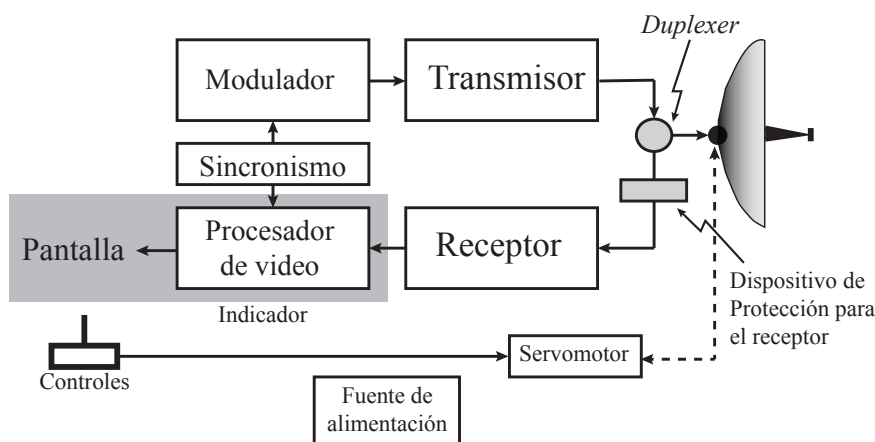 Duplexer
Modulador
Transmisor
Sincronismo
Pantalla
Procesador
de video
Receptor
Indicador
Dispositivo de
Protección para
el receptor
Controles
Servomotor
Fuente de
alimentación